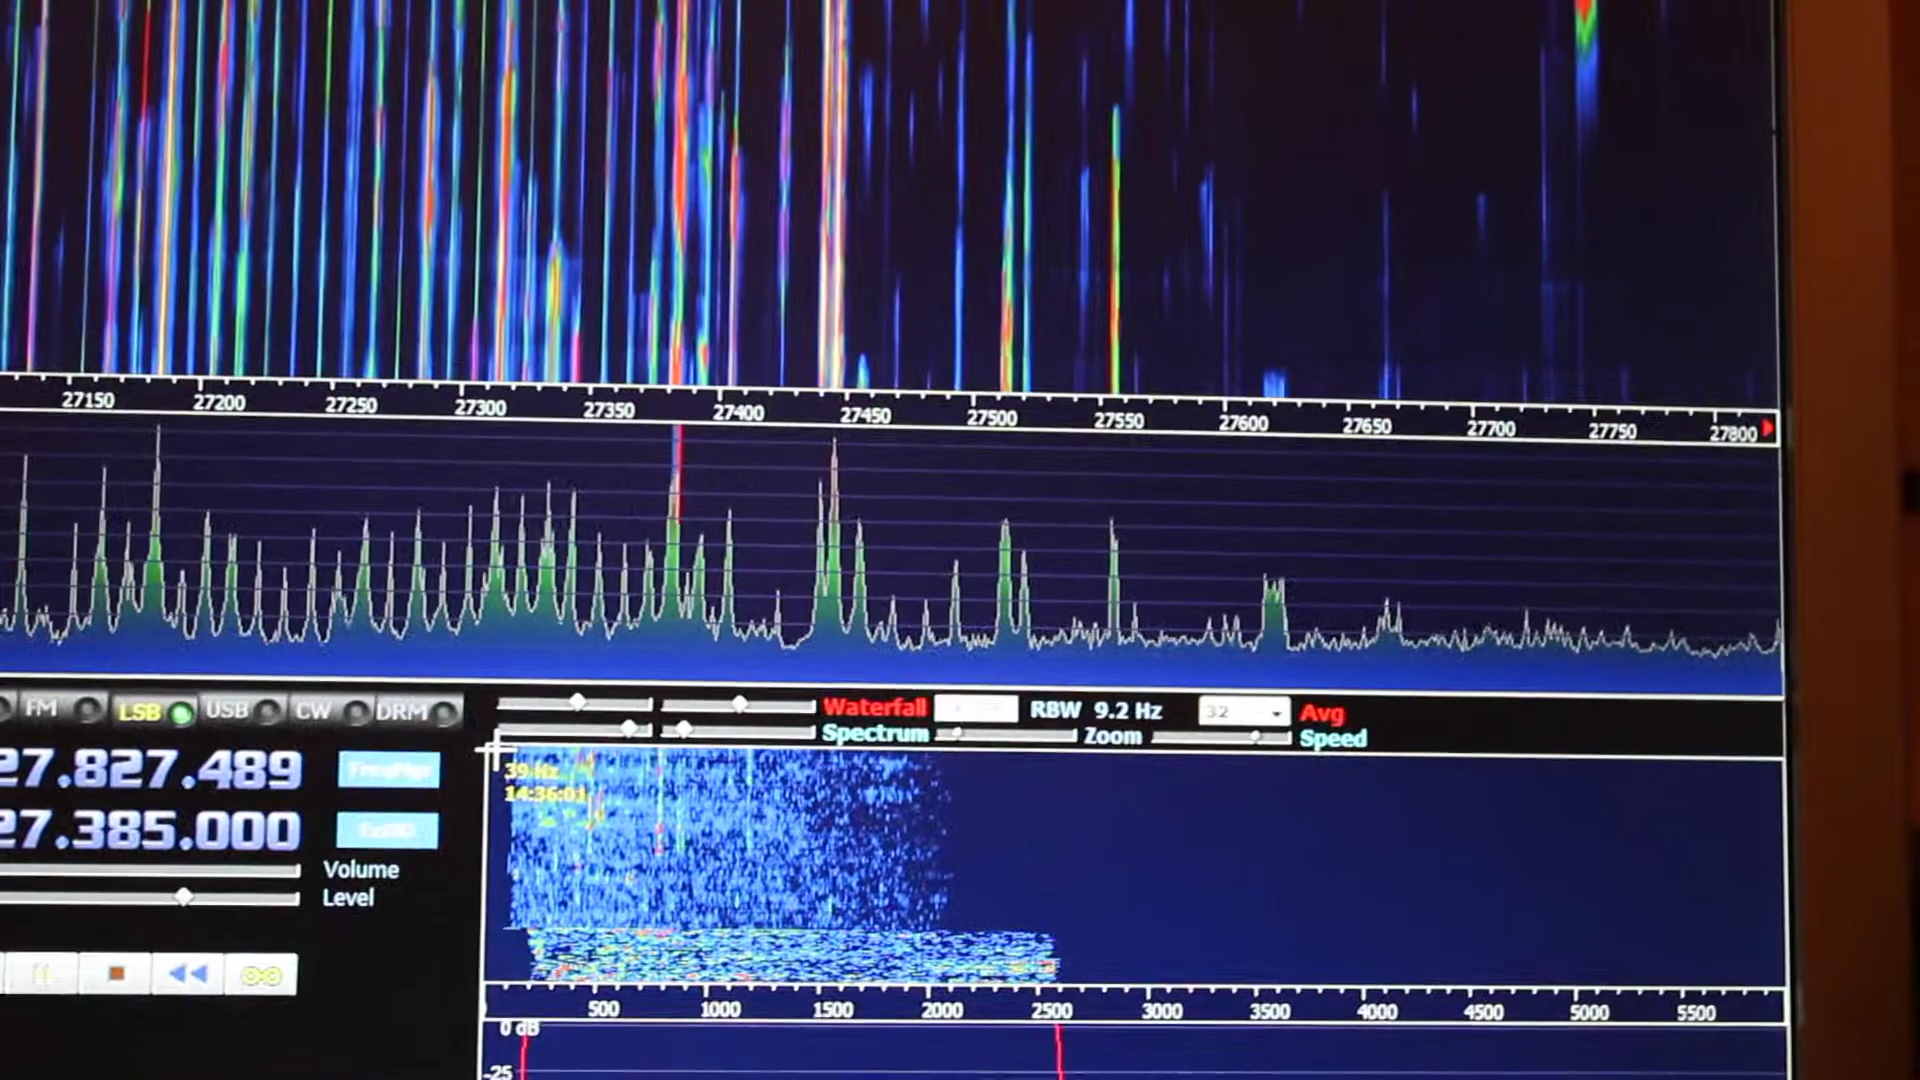 27150 27200 27250 27300 27350 27400 27450 27500 27550 27600 27650 27700 27750 27800
FM LSB USB CW DRM
Waterfall RBW 9.2 Hz 32 Avg
Spectrum Zoom Speed
27.827.489
27.385.000
Volume
Level
39 Hz
14:36:01
500 1000 1500 2000 2500 3000 3500 4000 4500 5000 5500
0 dB
-25